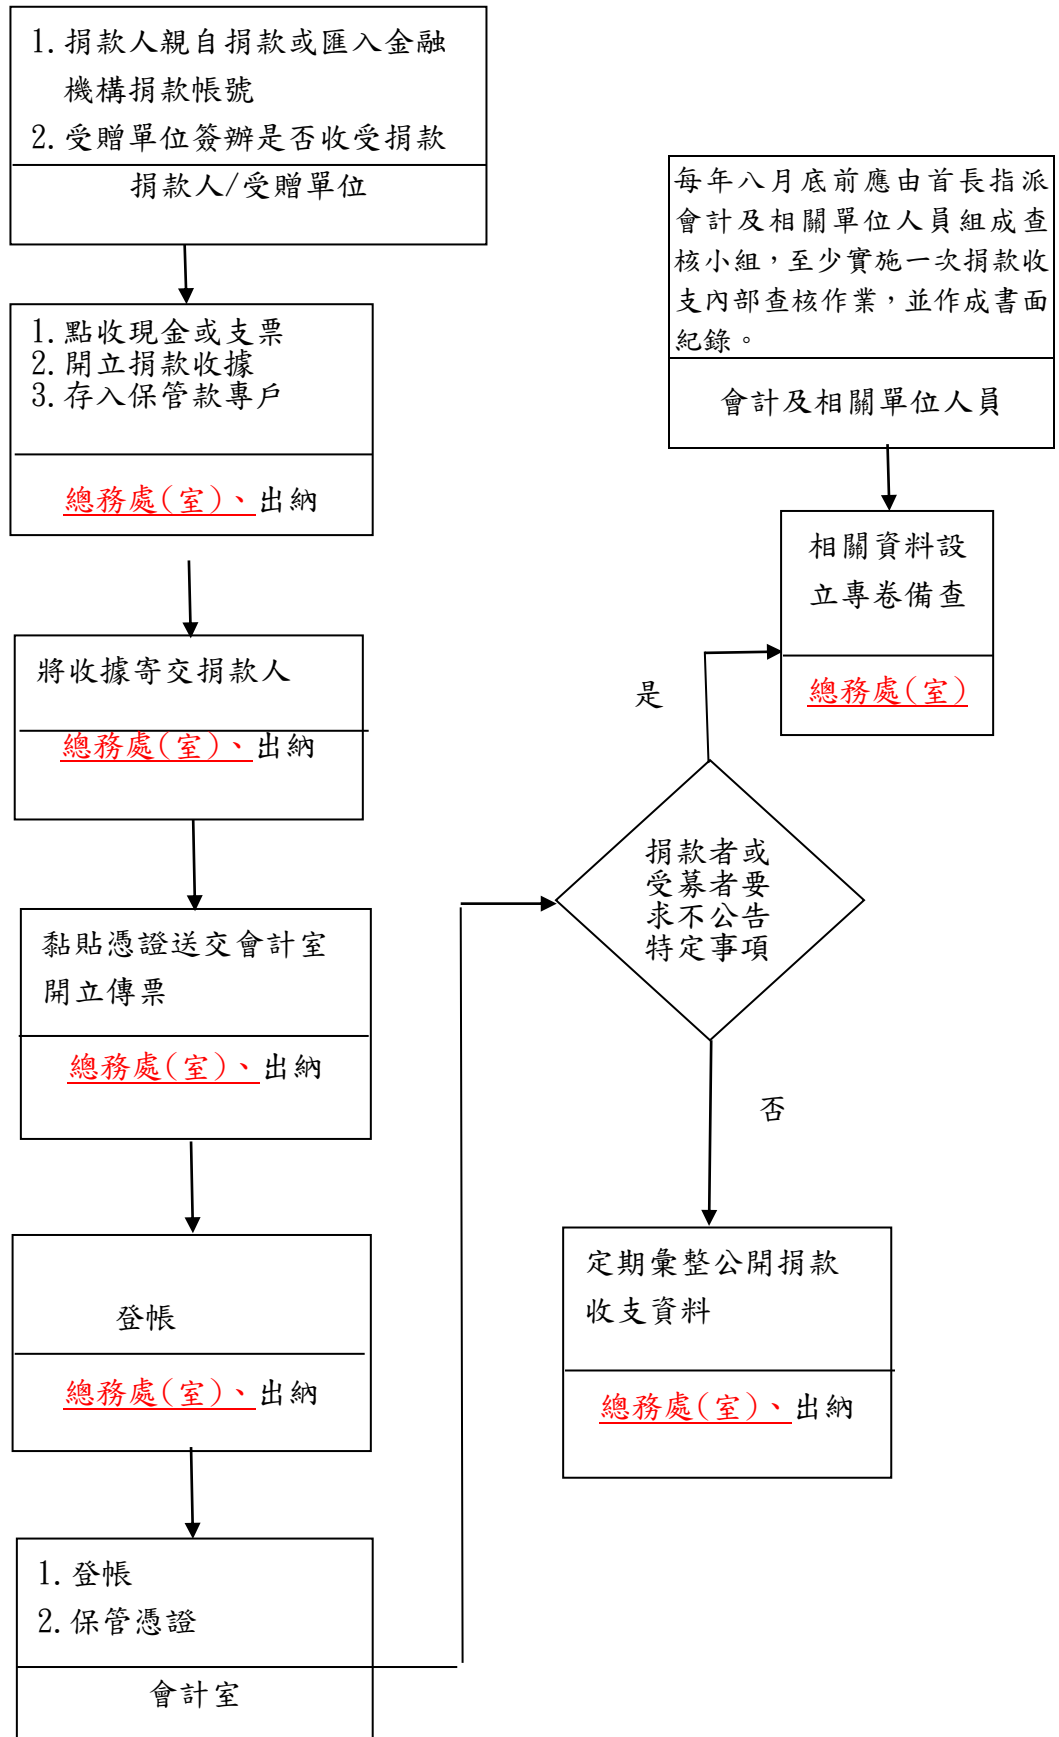 1. 捐款人親自捐款或匯入金融
機構捐款帳號
2. 受贈單位簽辦是否收受捐款
捐款人/受贈單位
1. 點收現金或支票
2. 開立捐款收據
3. 存入保管款專戶
總務處(室)、出納
將收據寄交捐款人
總務處(室)、出納
黏貼憑證送交會計室
開立傳票
總務處(室)、出納
登帳
總務處(室)、出納
1. 登帳
2. 保管憑證
會計室
每年八月底前應由首長指派
會計及相關單位人員組成查
核小組，至少實施一次捐款收
支內部查核作業，並作成書面
紀錄。
會計及相關單位人員
相關資料設
立專卷備查
總務處(室)
是
捐款者或
受募者要
求不公告
特定事項
否
定期彙整公開捐款
收支資料
總務處(室)、出納